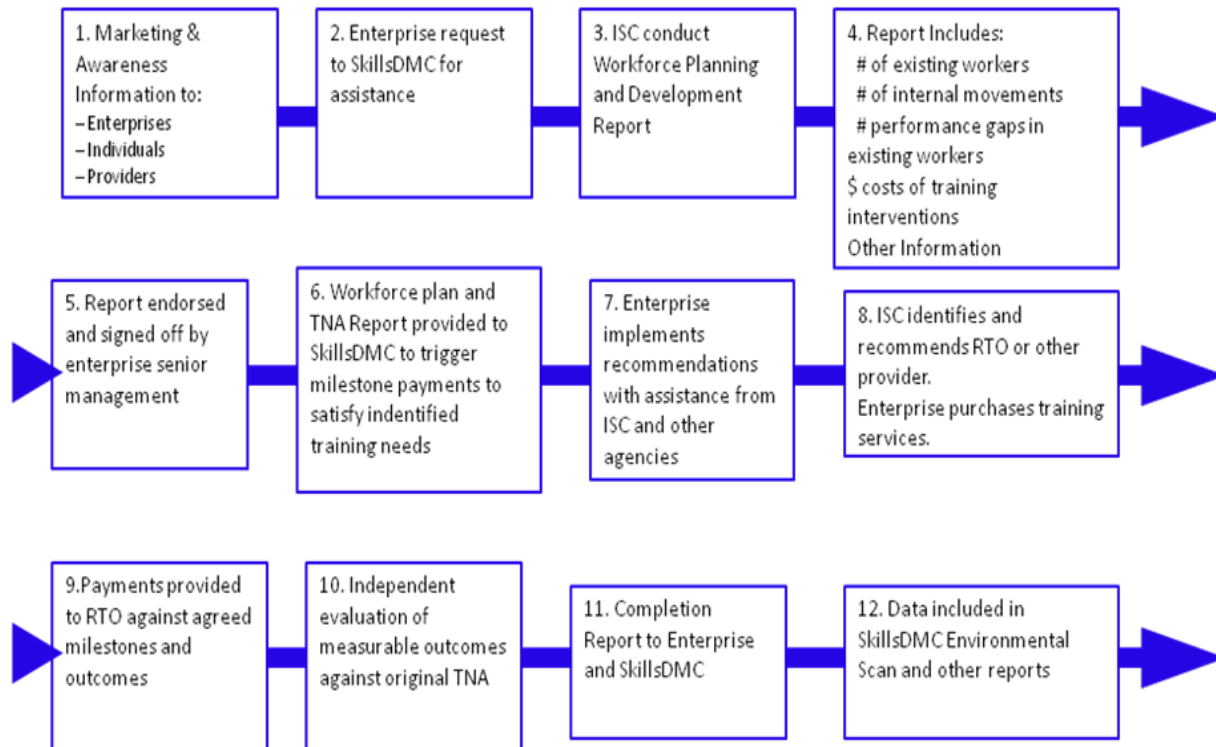 1. Marketing &
Awareness
Information to:
–Enterprises
–Individuals
–Providers
2. Enterprise request
to SkillsDMC for
assistance
3. ISC conduct
Workforce Planning
and Development
Report
4. Report Includes:
# of existing workers
# of internal movements
# performance gaps in
existing workers
$ costs of training
interventions
Other Information
5. Report endorsed
and signed off by
enterprise senior
management
6. Workforce plan and
TNA Report provided to
SkillsDMC to trigger
milestone payments to
satisfy indentified
training needs
7. Enterprise
implements
recommendations
with assistance from
ISC and other
agencies
8. ISC identifies and
recommends RTO or other
provider.
Enterprise purchases training
services.
9.Payments provided
to RTO against agreed
milestones and
outcomes
10. Independent
evaluation of
measurable outcomes
against original TNA
11. Completion
Report to Enterprise
and SkillsDMC
12. Data included in
SkillsDMC Environmental
Scan and other reports